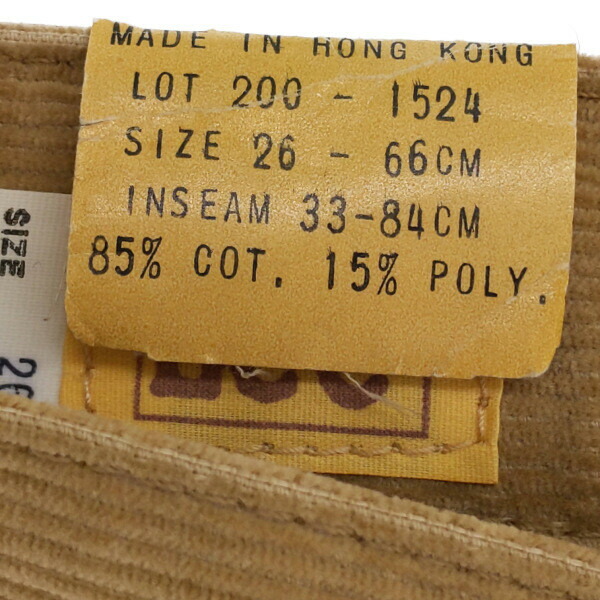 MADE IN HONG KONG
LOT 200 - 1524
SIZE 26 - 66CM
INSEAM 33-84CM
85% COT. 15% POLY.
SIZE
26